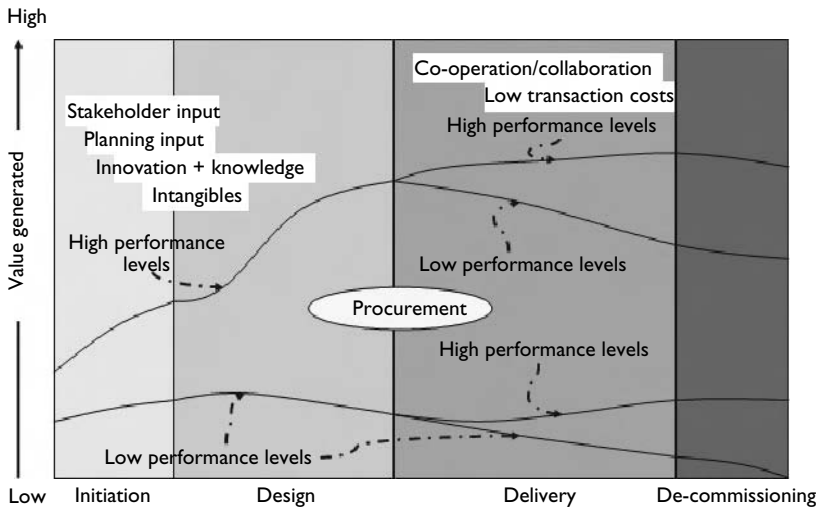 High
Value generated
Co-operation/collaboration
Low transaction costs
High performance levels
Stakeholder input
Planning input
Innovation + knowledge
Intangibles
High performance
levels
Low performance levels
Procurement
High performance levels
Low performance levels
Low
Initiation
Design
Delivery
De-commissioning